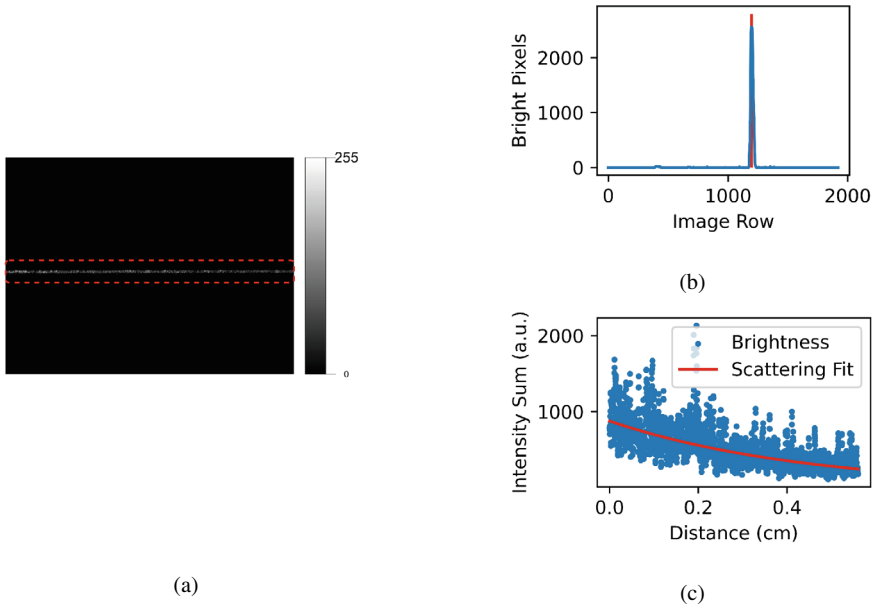 255
0
(a)
Bright Pixels
2000
1000
0
0
1000
2000
Image Row
(b)
Intensity Sum (a.u.)
2000
1000
Brightness
Scattering Fit
0.0
0.2
0.4
Distance (cm)
(c)